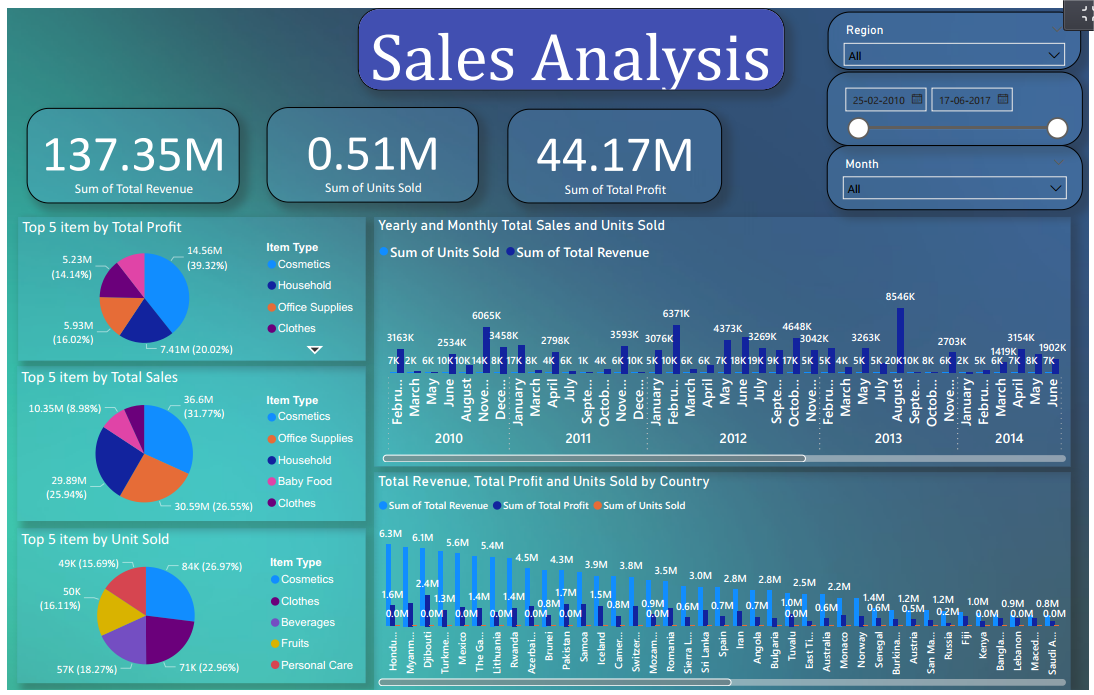 Sales Analysis
Region
All
25-02-2010 17-06-2017
Month
All
137.35M
Sum of Total Revenue
0.51M
Sum of Units Sold
44.17M
Sum of Total Profit
Top 5 item by Total Profit
14.56M
(39.32%)
5.23M
(14.14%)
5.93M
(16.02%)
7.41M (20.02%)
Item Type
Cosmetics
Household
Office Supplies
Clothes
Top 5 item by Total Sales
10.35M (8.98%)
36.6M
(31.77%)
29.89M
(25.94%)
30.59M (26.55%)
Item Type
Cosmetics
Office Supplies
Household
Baby Food
Clothes
Top 5 item by Unit Sold
49K (15.69%)
84K (26.97%)
50K
(16.11%)
57K (18.27%)
71K (22.96%)
Item Type
Cosmetics
Clothes
Beverages
Fruits
Personal Care
Yearly and Monthly Total Sales and Units Sold
Sum of Units Sold Sum of Total Revenue
3163K 2534K 6065K 3458K 2798K 3593K 3076K 6371K 4373K 3269K 4648K 3042K 3263K 8546K 2703K 1419K 3154K 1902K
7K 2K 6K 10K 10K 14K 8K 17K 8K 4K 6K 1K 4K 6K 10K 5K 10K 6K 6K 7K 18K 19K 9K 17K 5K 5K 4K 5K 5K 20K 10K 8K 6K 2K 5K 6K 7K 8K 7K
Febru... March May June August Nove... Dece... January March April July Septe... Octob... Nove... Dece... January Febru... March April May June July Septe... Octob... Nove... Febru... March May July August Septe... Octob... Nove... January Febru... March April May June
2010 2011 2012 2013 2014
Total Revenue, Total Profit and Units Sold by Country
Sum of Total Revenue Sum of Total Profit Sum of Units Sold
6.3M 6.1M 5.6M 5.4M 4.5M 4.3M 3.9M 3.8M 3.5M 3.0M 2.8M 2.8M 2.5M 2.2M 1.4M 1.2M 1.2M 1.0M 0.9M 0.8M
1.6M 2.4M 1.3M 1.4M 1.4M 0.8M 1.7M 1.5M 0.8M 0.9M 0.6M 0.7M 0.7M 1.0M 0.6M 0.6M 0.5M 0.2M
0.0M 0.0M 0.0M 0.0M 0.0M 0.0M 0.0M 0.0M 0.0M 0.0M 0.0M
Hondu... Myanm... Djibouti Turkme... Mexico The Ga... Lithuania Rwanda Azerbai... Brunei Pakistan Samoa Iceland Camer... Switzer... Mozam... Romania Sierra L... Sri Lanka Spain Iran Angola Bulgaria Tuvalu East Ti... Australia Monaco Norway Senegal Burkina... Austria San Ma... Russia Fiji Kenya Bangla... Lebanon Maced... Saudi A...